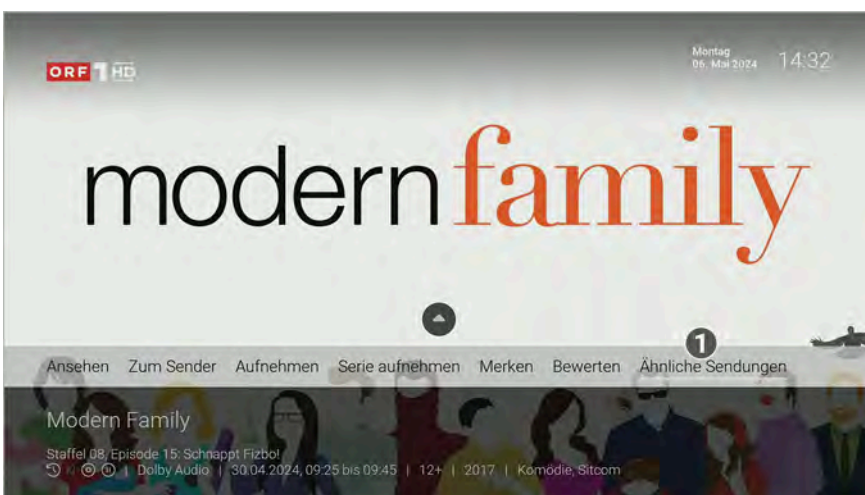 ORF 1 HD
Montag
06. Mai 2024 14:32
modern family
1
Ansehen Zum Sender Aufnehmen Serie aufnehmen Merken Bewerten Ähnliche Sendungen
Modern Family
Staffel 08, Episode 15: Schnappt Fizbo!
| Dolby Audio | 30.04.2024, 09:25 bis 09:45 | 12+ | 2017 | Komödie, Sitcom